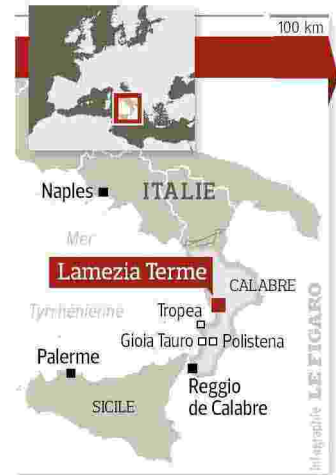 100 km
Naples
ITALIE
Mer
Lamezia Terme
CALABRE
Tyrrhénienne
Tropea
Gioia Tauro
Polistena
Palerme
Reggio
de Calabre
SICILE
Infographie LE FIGARO